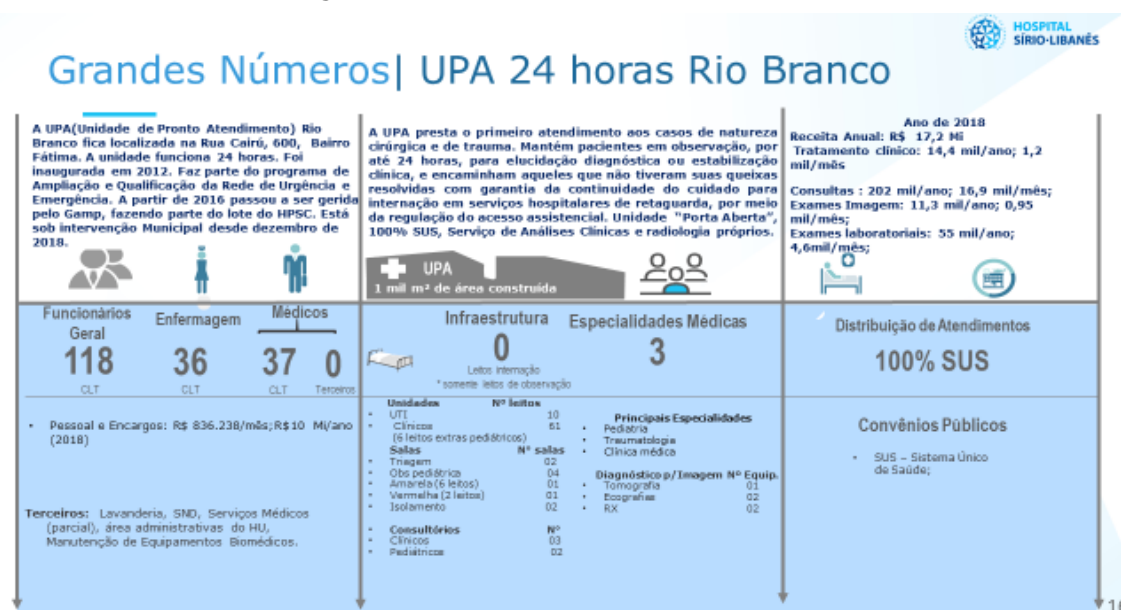 HOSPITAL
SÍRIO-LIBANÊS
Grandes Números| UPA 24 horas Rio Branco
A UPA(Unidade de Pronto Atendimento) Rio
Branco fica localizada na Rua Cairú, 600, Bairro
Fátima. A unidade funciona 24 horas. Foi
inaugurada em 2012. Faz parte do programa de
Ampliação e Qualificação da Rede de Urgência e
Emergência. A partir de 2016 passou a ser gerida
pelo Gamp, fazendo parte do lote do HPSC. Está
sob intervenção Municipal desde dezembro de
2018.
A UPA presta o primeiro atendimento aos casos de natureza
cirúrgica e de trauma. Mantém pacientes em observação, por
até 24 horas, para elucidação diagnóstica ou estabilização
clínica, e encaminham aqueles que não tiveram suas queixas
resolvidas com garantia da continuidade do cuidado para
internação em serviços hospitalares de retaguarda, por meio
da regulação do acesso assistencial. Unidade "Porta Aberta",
100% SUS, Serviço de Análises Clínicas e radiologia próprios.
UPA
1 mil m² de área construída
Ano de 2018
Receita Anual: R$ 17,2 Mi
Tratamento clínico: 14,4 mil/ano; 1,2
mil/mês
Consultas : 202 mil/ano; 16,9 mil/mês;
Exames Imagem: 11,3 mil/ano; 0,95
mil/mês;
Exames laboratoriais: 55 mil/ano;
4,6mil/mês;
Funcionàrios
Geral
118
CLT
Enfermagem
36
CLT
Médicos
37 0
CLT Terceiros
• Pessoal e Encargos: R$ 836.238/mês;R$10 Mi/ano
(2018)
Terceiros: Lavanderia, SND, Serviços Médicos
(parcial), área administrativas do HU,
Manutenção de Equipamentos Biomédicos.
Infraestrutura
0
Leitos internação
* somente leitos de observação
Especialidades Médicas
3
Unidades Nº leitos
• UTI 10
• Clínicos 61
(6 leitos extras pediátricos)
Salas N° salas
• Triagem 02
• Obs pediátrica 04
• Amarela (6 leitos) 01
• Vermelha (2 leitos) 01
• Isolamento 02
• Consultórios Nº
• Clínicos 03
• Pediátricos 02
Principais Especialidades
• Pediatria
• Traumatologia
• Clínica médica
Diagnóstico p/Imagem Nº Equip.
• Tomografia 01
• Ecografias 02
• RX 02
Distribuição de Atendimentos
100% SUS
Convênios Públicos
• SUS – Sistema Único
de Saúde;